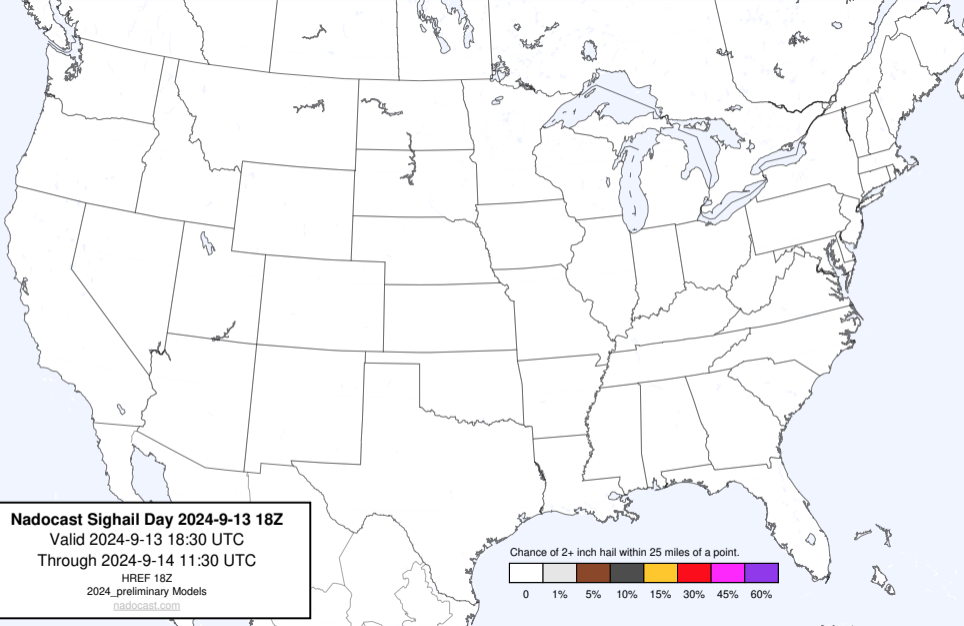 Nadocast Sighail Day 2024-9-13 18Z
Valid 2024-9-13 18:30 UTC
Through 2024-9-14 11:30 UTC
HREF 18Z
2024_preliminary Models
nadocast.com
Chance of 2+ inch hail within 25 miles of a point.
0 1% 5% 10% 15% 30% 45% 60%